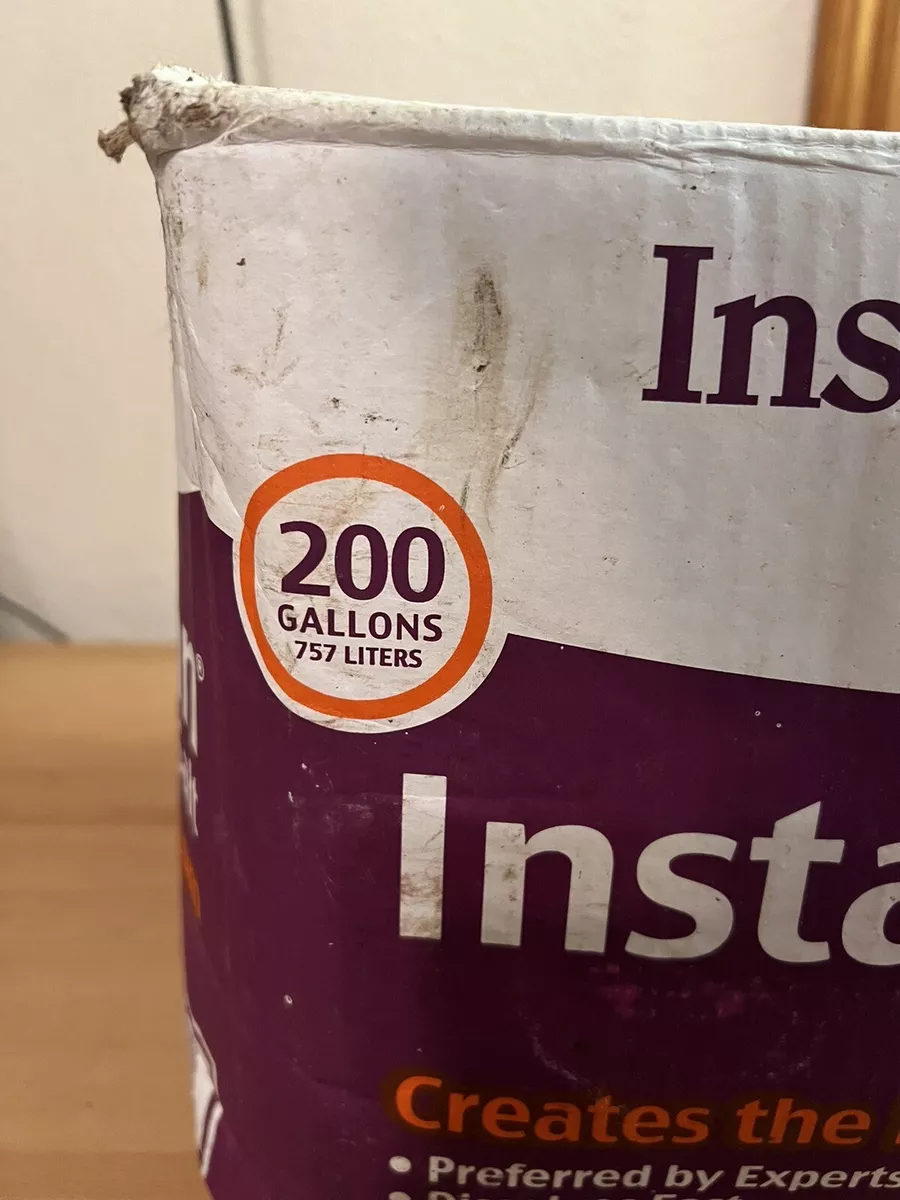 Ins
200
GALLONS
757 LITERS
n®
Insta
Creates the
Preferred by Experts